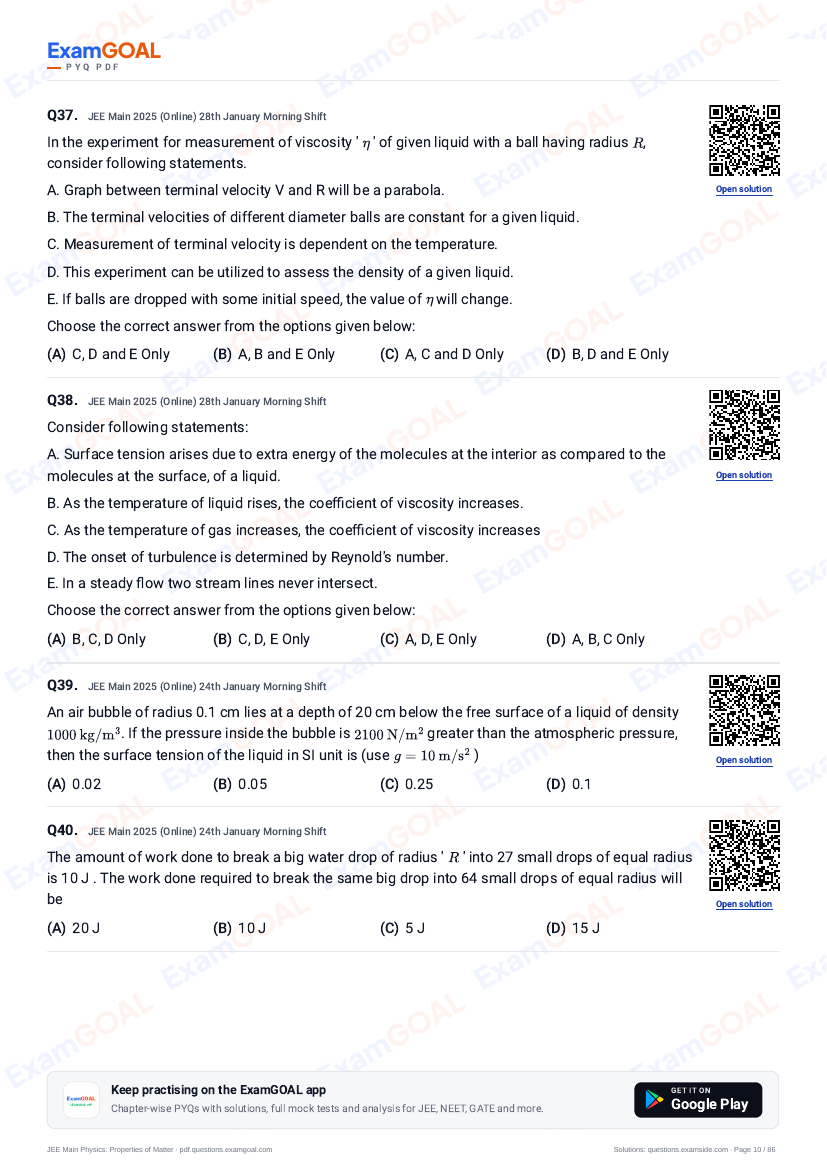 ExamGOAL
PYQ PDF
Q37. JEE Main 2025 (Online) 28th January Morning Shift
In the experiment for measurement of viscosity ' η ' of given liquid with a ball having radius R,
consider following statements.
A. Graph between terminal velocity V and R will be a parabola.
B. The terminal velocities of different diameter balls are constant for a given liquid.
C. Measurement of terminal velocity is dependent on the temperature.
D. This experiment can be utilized to assess the density of a given liquid.
E. If balls are dropped with some initial speed, the value of η will change.
Choose the correct answer from the options given below:
(A) C, D and E Only (B) A, B and E Only (C) A, C and D Only (D) B, D and E Only
Open solution
Q38. JEE Main 2025 (Online) 28th January Morning Shift
Consider following statements:
A. Surface tension arises due to extra energy of the molecules at the interior as compared to the
molecules at the surface, of a liquid.
B. As the temperature of liquid rises, the coefficient of viscosity increases.
C. As the temperature of gas increases, the coefficient of viscosity increases
D. The onset of turbulence is determined by Reynold's number.
E. In a steady flow two stream lines never intersect.
Choose the correct answer from the options given below:
(A) B, C, D Only (B) C, D, E Only (C) A, D, E Only (D) A, B, C Only
Open solution
Q39. JEE Main 2025 (Online) 24th January Morning Shift
An air bubble of radius 0.1 cm lies at a depth of 20 cm below the free surface of a liquid of density
1000 kg/m³. If the pressure inside the bubble is 2100 N/m² greater than the atmospheric pressure,
then the surface tension of the liquid in SI unit is (use g = 10 m/s² )
(A) 0.02 (B) 0.05 (C) 0.25 (D) 0.1
Open solution
Q40. JEE Main 2025 (Online) 24th January Morning Shift
The amount of work done to break a big water drop of radius ' R ' into 27 small drops of equal radius
is 10 J . The work done required to break the same big drop into 64 small drops of equal radius will
be
(A) 20 J (B) 10 J (C) 5 J (D) 15 J
Open solution
ExamGOAL
Keep practising on the ExamGOAL app
Chapter-wise PYQs with solutions, full mock tests and analysis for JEE, NEET, GATE and more.
GET IT ON
Google Play
JEE Main Physics: Properties of Matter · pdf.questions.examgoal.com
Solutions: questions.examside.com · Page 10 / 86